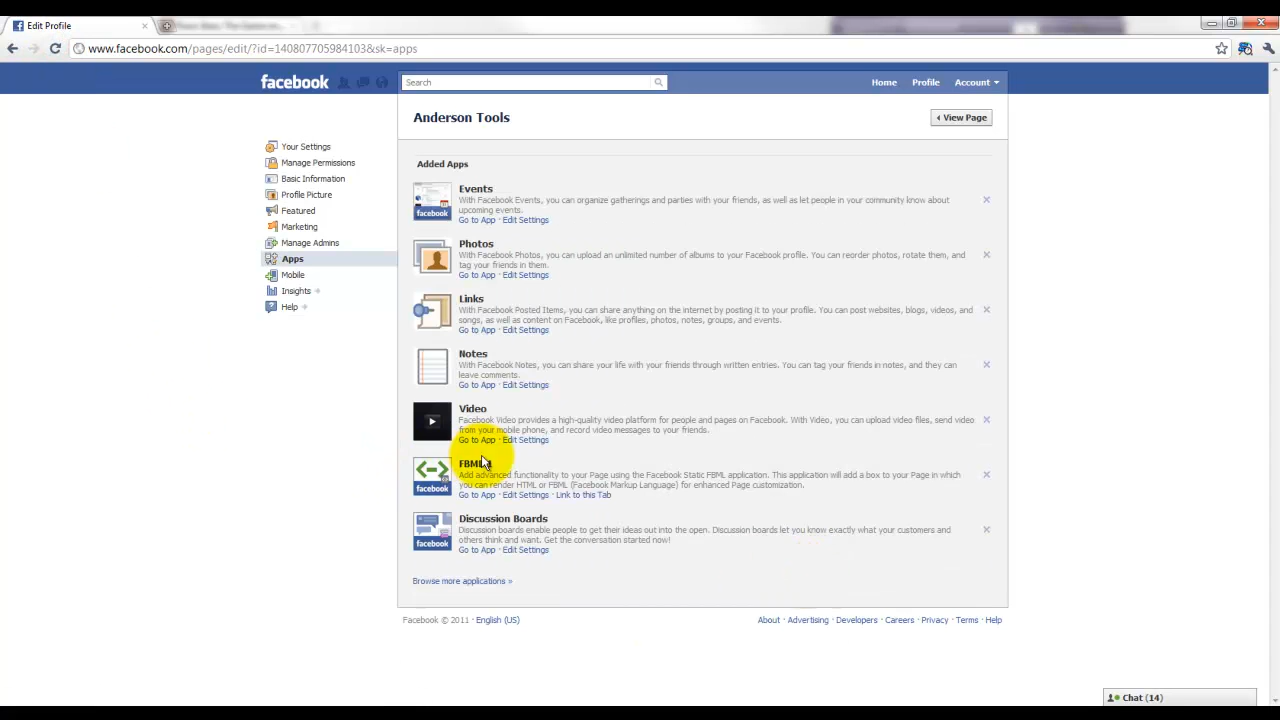 Edit Profile
www.facebook.com/pages/edit/?id=140807705984103&sk=apps
facebook
Search
Home Profile Account
Anderson Tools
View Page
Your Settings
Manage Permissions
Basic Information
Profile Picture
Featured
Marketing
Manage Admins
Apps
Mobile
Insights
Help
Added Apps
facebook
Events
With Facebook Events, you can organize gatherings and parties with your friends, as well as let people in your community know about
upcoming events.
Go to App · Edit Settings
Photos
With Facebook Photos, you can upload an unlimited number of albums to your Facebook profile. You can reorder photos, rotate them, and
tag your friends in them.
Go to App · Edit Settings
Links
With Facebook Posted Items, you can share anything on the internet by posting it to your profile. You can post websites, blogs, videos, and
songs, as well as content on Facebook, like profiles, photos, notes, groups, and events.
Go to App · Edit Settings
Notes
With Facebook Notes, you can share your life with your friends through written entries. You can tag your friends in notes, and they can
leave comments.
Go to App · Edit Settings
Video
Facebook Video provides a high-quality video platform for people and pages on Facebook. With Video, you can upload video files, send video
from your mobile phone, and record video messages to your friends.
Go to App · Edit Settings
facebook
FBML
Add advanced functionality to your Page using the Facebook Static FBML application. This application will add a box to your Page in which
you can render HTML or FBML (Facebook Markup Language) for enhanced Page customization.
Go to App · Edit Settings · Link to this Tab
facebook
Discussion Boards
Discussion boards enable people to get their ideas out into the open. Discussion boards let you know exactly what your customers and
others think and want. Get the conversation started now!
Go to App · Edit Settings
Browse more applications »
Facebook © 2011 · English (US)
About · Advertising · Developers · Careers · Privacy · Terms · Help
Chat (14)